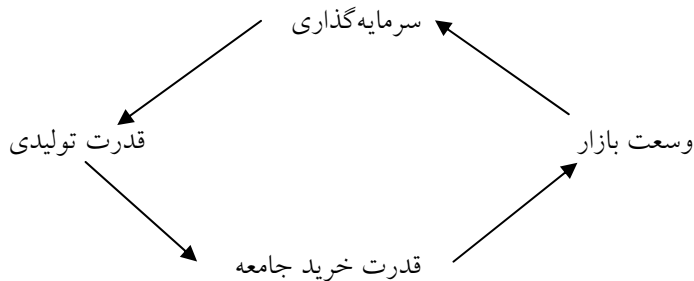 سرمایه‌گذاری
وسعت بازار
قدرت تولیدی
قدرت خرید جامعه